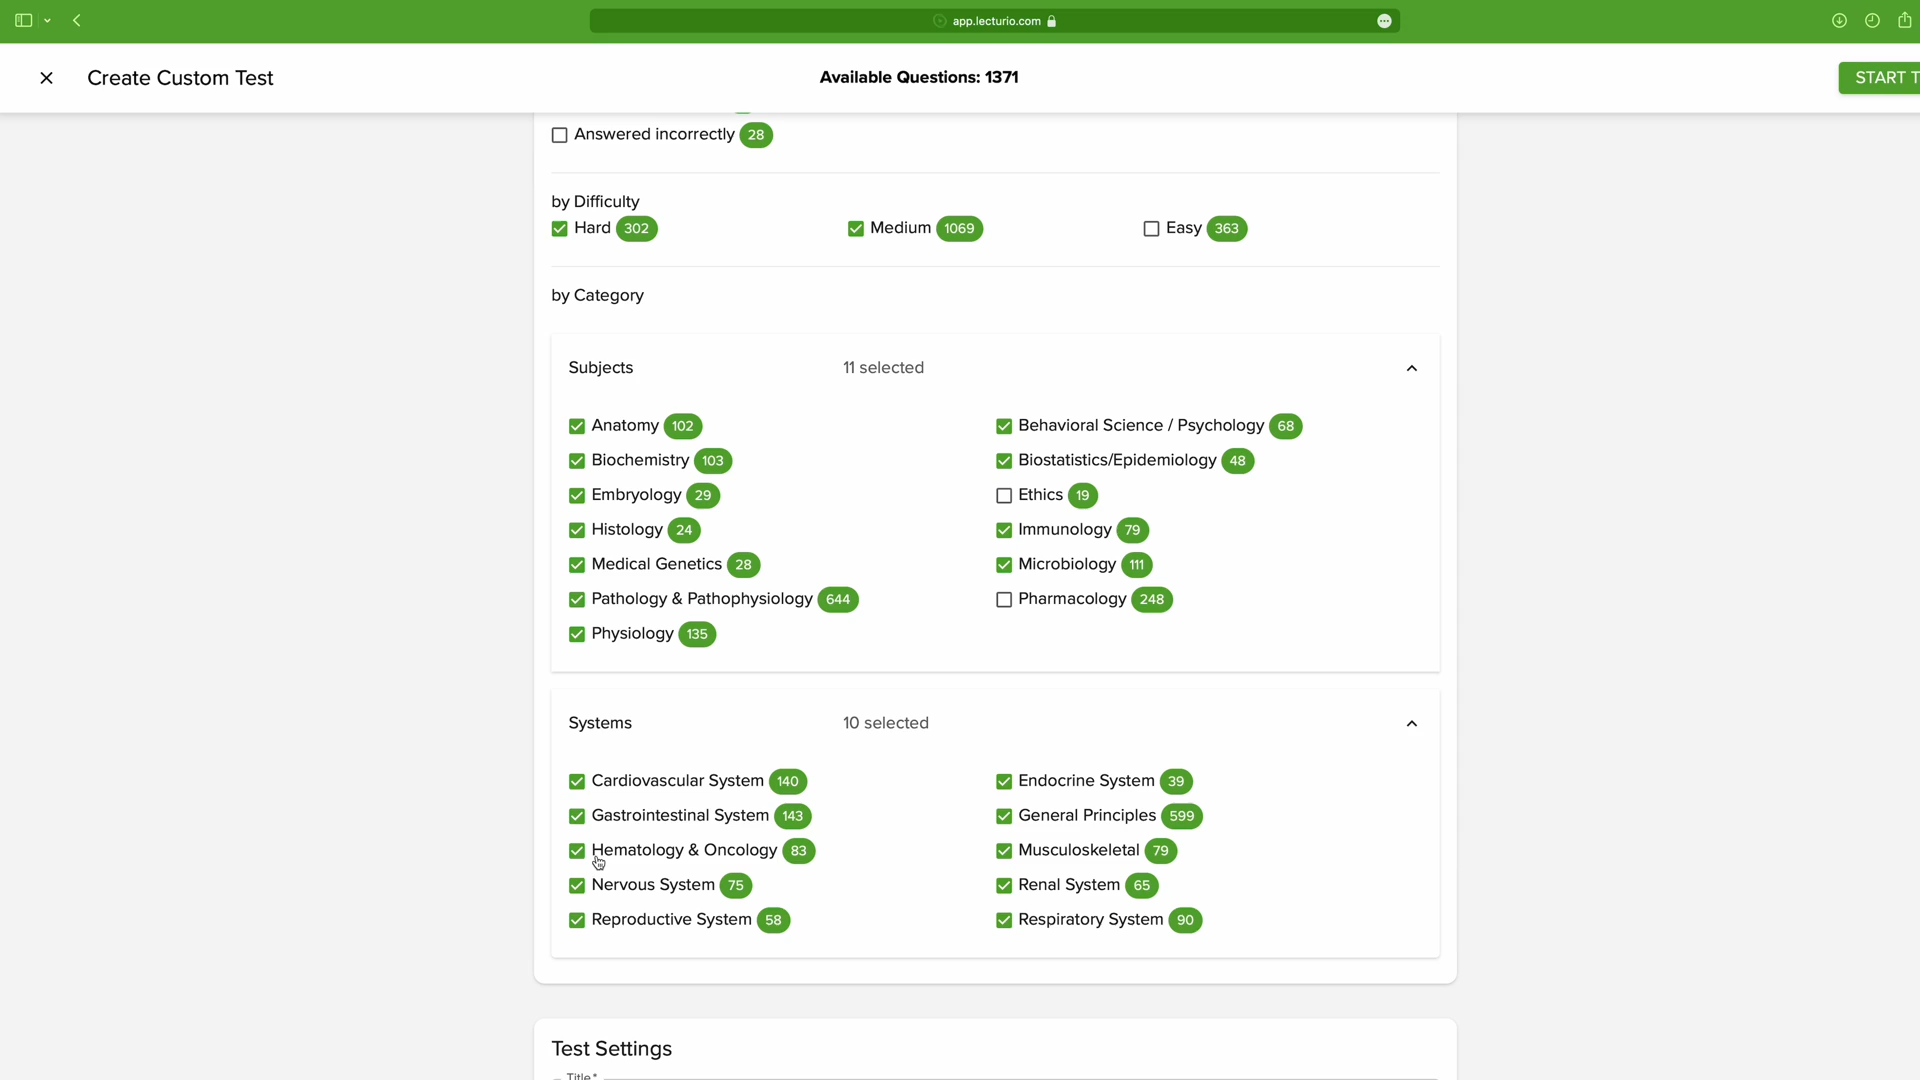 app.lecturio.com
Create Custom Test
Available Questions: 1371
START T
Answered incorrectly 28
by Difficulty
Hard 302
Medium 1069
Easy 363
by Category
Subjects
11 selected
Anatomy 102
Behavioral Science / Psychology 68
Biochemistry 103
Biostatistics/Epidemiology 48
Embryology 29
Ethics 19
Histology 24
Immunology 79
Medical Genetics 28
Microbiology 111
Pathology & Pathophysiology 644
Pharmacology 248
Physiology 135
Systems
10 selected
Cardiovascular System 140
Endocrine System 39
Gastrointestinal System 143
General Principles 599
Hematology & Oncology 83
Musculoskeletal 79
Nervous System 75
Renal System 65
Reproductive System 58
Respiratory System 90
Test Settings
Title*